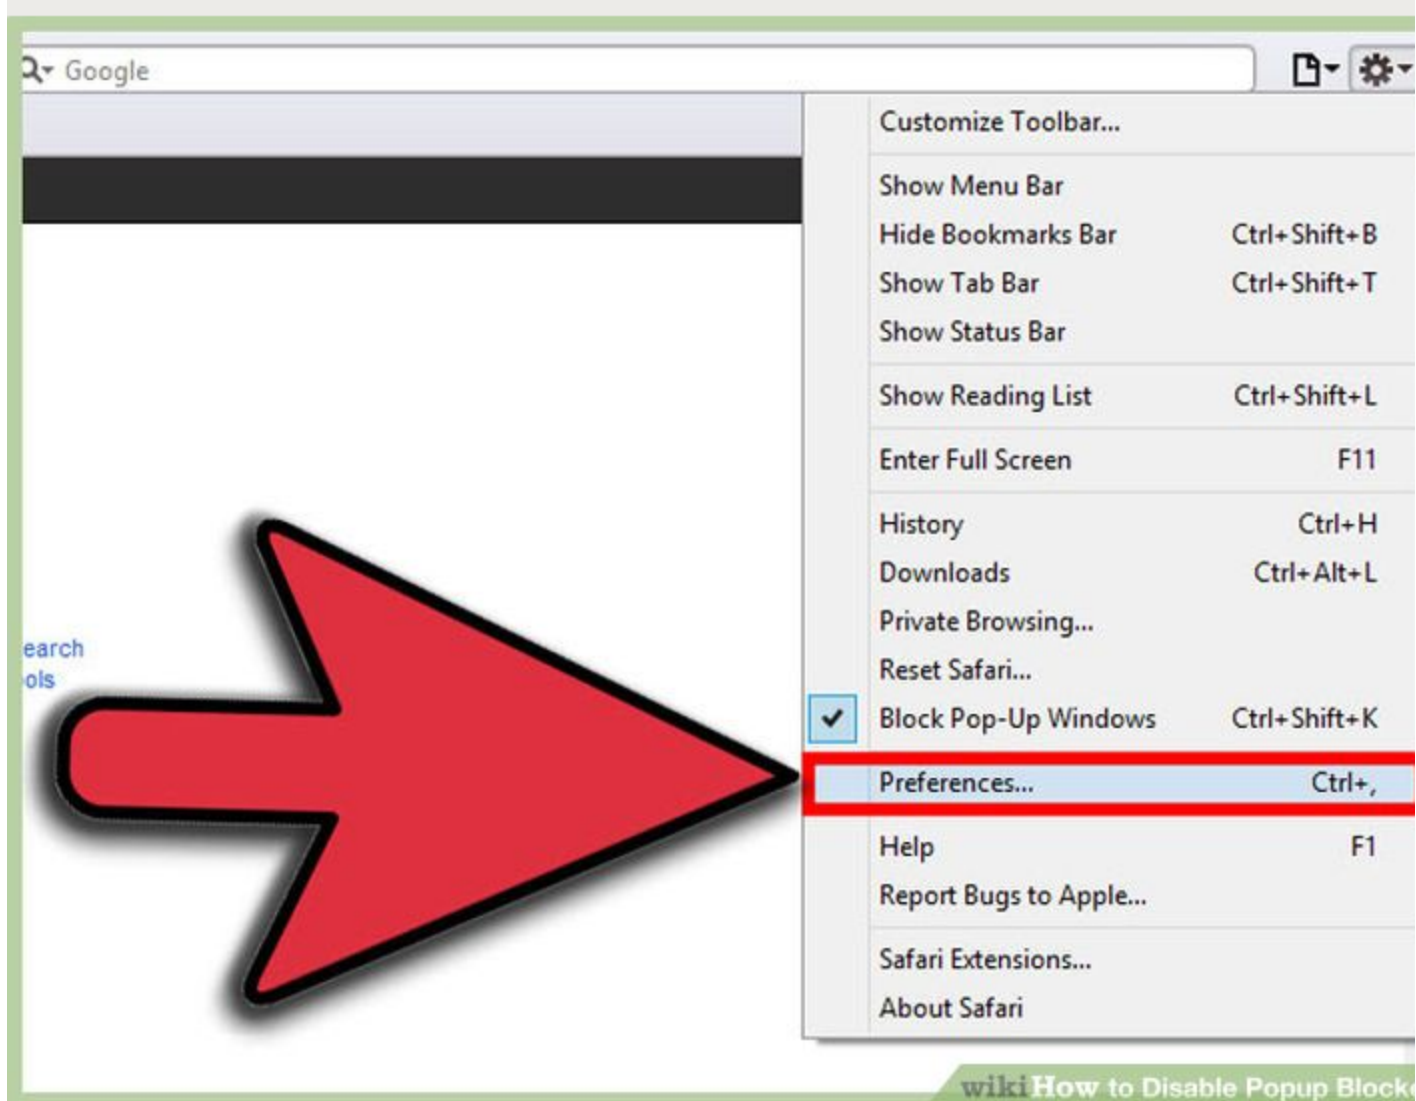 Google
Customize Toolbar...
Show Menu Bar
Hide Bookmarks Bar Ctrl+Shift+B
Show Tab Bar Ctrl+Shift+T
Show Status Bar
Show Reading List Ctrl+Shift+L
Enter Full Screen F11
History Ctrl+H
Downloads Ctrl+Alt+L
Private Browsing...
Reset Safari...
earch
ols
Block Pop-Up Windows Ctrl+Shift+K
Preferences... Ctrl+,
Help F1
Report Bugs to Apple...
Safari Extensions...
About Safari
wikiHow to Disable Popup Blocke